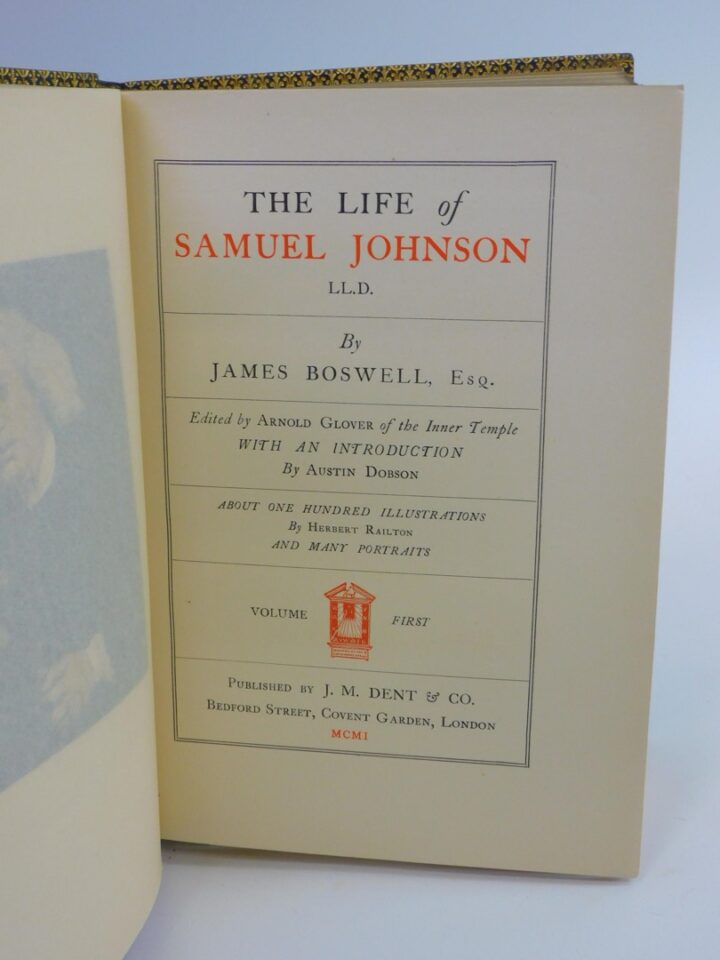 THE LIFE of
SAMUEL JOHNSON
LL.D.
By
JAMES BOSWELL, Esq.
Edited by Arnold Glover of the Inner Temple
WITH AN INTRODUCTION
By Austin Dobson
ABOUT ONE HUNDRED ILLUSTRATIONS
By Herbert Railton
AND MANY PORTRAITS
VOLUME FIRST
Published by J. M. DENT & CO.
Bedford Street, Covent Garden, London
MCMI